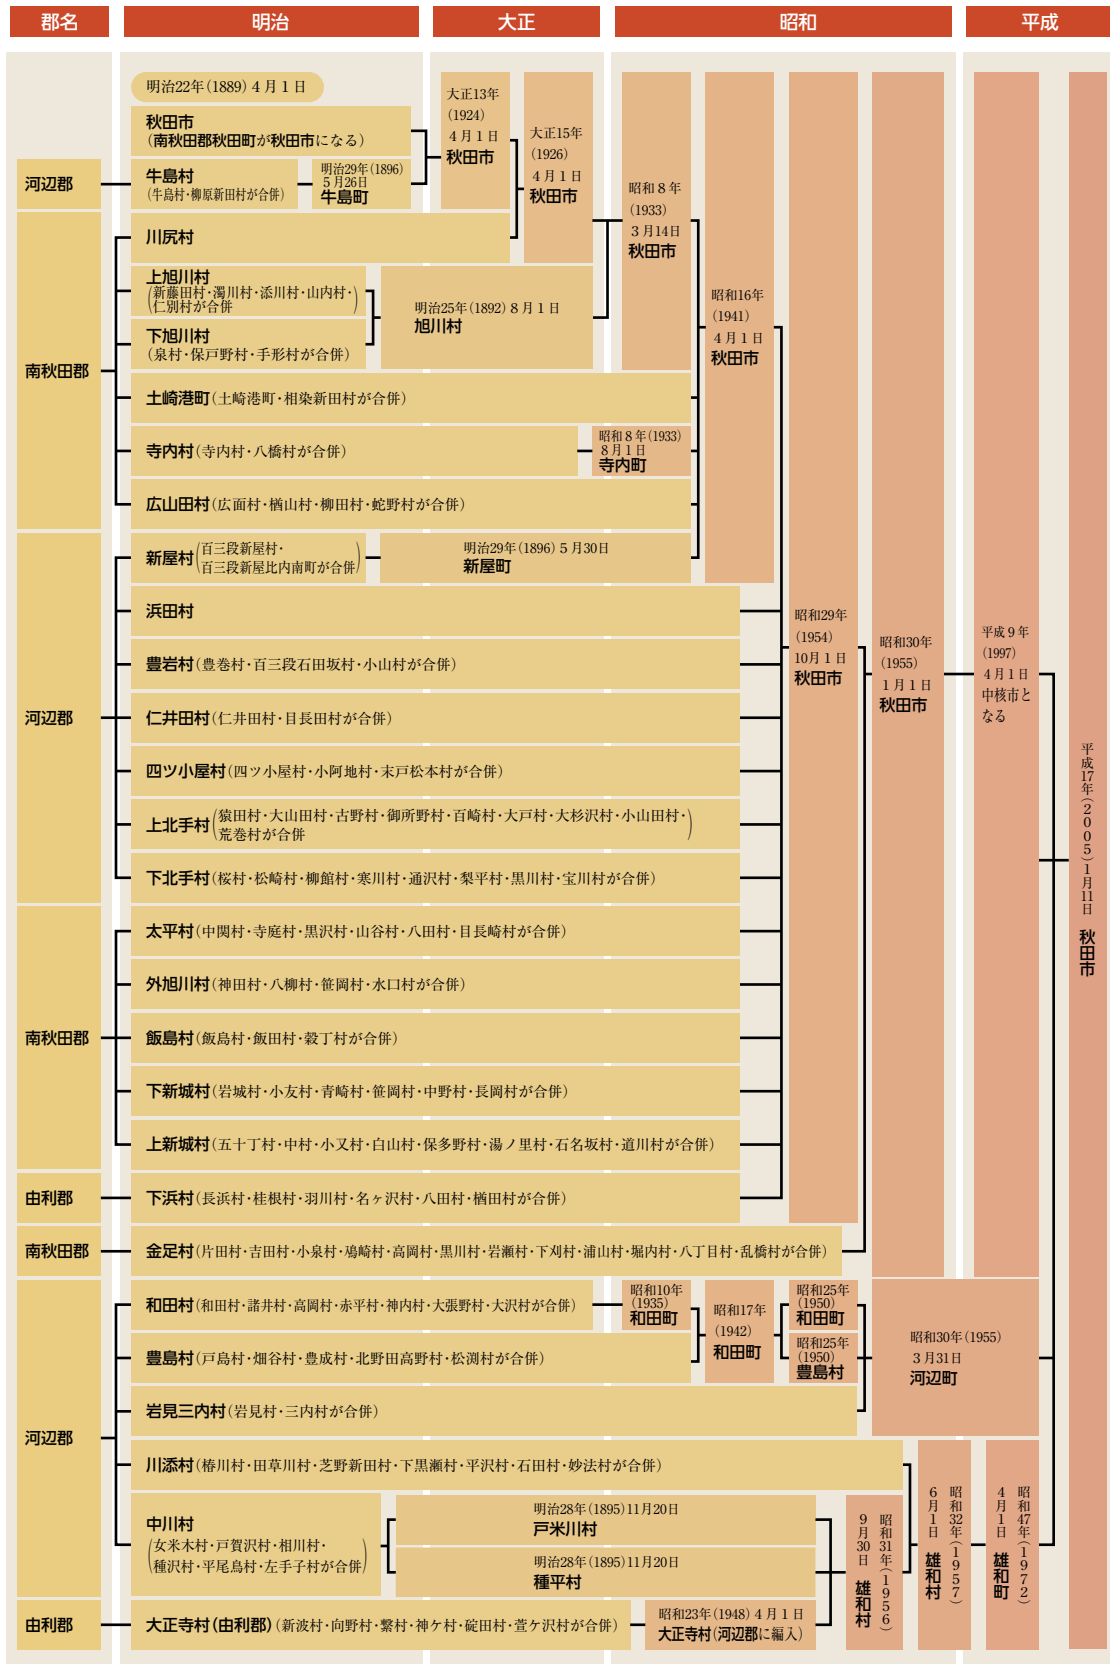 郡名
明治
大正
昭和
平成
明治22年(1889)4月1日
秋田市
(南秋田郡秋田町が秋田市になる)
河辺郡
牛島村
(牛島村・柳原新田村が合併)
明治29年(1896)
5月26日
牛島町
大正13年
(1924)
4月1日
秋田市
大正15年
(1926)
4月1日
秋田市
昭和8年
(1933)
3月14日
秋田市
昭和16年
(1941)
4月1日
秋田市
南秋田郡
川尻村
上旭川村
(新藤田村・濁川村・添川村・山内村・
仁別村が合併)
下旭川村
(泉村・保戸野村・手形村が合併)
明治25年(1892)8月1日
旭川村
土崎港町(土崎港町・相染新田村が合併)
寺内村(寺内村・八橋村が合併)
昭和8年(1933)
8月1日
寺内町
広山田村(広面村・楢山村・柳田村・蛇野村が合併)
河辺郡
新屋村(百三段新屋村・
百三段新屋比内南町が合併)
明治29年(1896)5月30日
新屋町
浜田村
豊岩村(豊巻村・百三段石田坂村・小山村が合併)
仁井田村(仁井田村・目長田村が合併)
四ツ小屋村(四ツ小屋村・小阿地村・末戸松本村が合併)
上北手村(猿田村・大山田村・古野村・御所野村・百崎村・大戸村・大杉沢村・小山田村・
荒巻村が合併)
下北手村(桜村・松崎村・柳館村・寒川村・通沢村・梨平村・黒川村・宝川村が合併)
昭和29年
(1954)
10月1日
秋田市
昭和30年
(1955)
1月1日
秋田市
平成9年
(1997)
4月1日
中核市と
なる
平成17年(2005)1月11日 秋田市
南秋田郡
太平村(中関村・寺庭村・黒沢村・山谷村・八田村・目長崎村が合併)
外旭川村(神田村・八柳村・笹岡村・水口村が合併)
飯島村(飯島村・飯田村・穀丁村が合併)
下新城村(岩城村・小友村・青崎村・笹岡村・中野村・長岡村が合併)
上新城村(五十丁村・中村・小又村・白山村・保多野村・湯ノ里村・石名坂村・道川村が合併)
由利郡
下浜村(長浜村・桂根村・羽川村・名ヶ沢村・八田村・楢田村が合併)
南秋田郡
金足村(片田村・吉田村・小泉村・鳰崎村・高岡村・黒川村・岩瀬村・下刈村・浦山村・堀内村・八丁目村・乱橋村が合併)
河辺郡
和田村(和田村・諸井村・高岡村・赤平村・神内村・大張野村・大沢村が合併)
昭和10年
(1935)
和田町
昭和17年
(1942)
和田町
昭和25年
(1950)
和田町
昭和25年
(1950)
豊島村
昭和30年(1955)
3月31日
河辺町
豊島村(戸島村・畑谷村・豊成村・北野田高野村・松渕村が合併)
岩見三内村(岩見村・三内村が合併)
川添村(椿川村・田草川村・芝野新田村・下黒瀬村・平沢村・石田村・妙法村が合併)
中川村
(女米木村・戸賀沢村・相川村・
種沢村・平尾鳥村・左手子村が合併)
明治28年(1895)11月20日
戸米川村
明治28年(1895)11月20日
種平村
昭和31年(1956)
9月30日 雄和村
昭和32年(1957)
6月1日 雄和村
昭和47年(1972)
4月1日 雄和町
由利郡
大正寺村(由利郡)(新波村・向野村・繋村・神ケ村・碇田村・萱ケ沢村が合併)
昭和23年(1948)4月1日
大正寺村(河辺郡に編入)